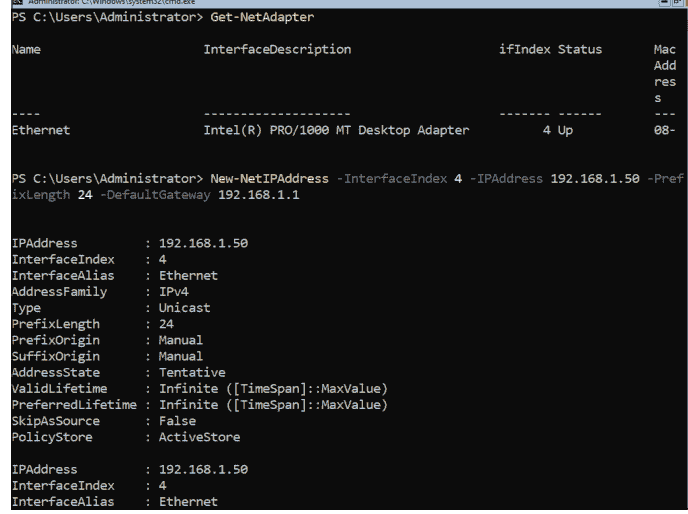 Administrator: C:\Windows\system32\cmd.exe
PS C:\Users\Administrator> Get-NetAdapter
Name                      InterfaceDescription                    ifIndex Status       Mac
Add
res
s
----                      --------------------                    ------- ------       ---
Ethernet                  Intel(R) PRO/1000 MT Desktop Adapter          4 Up           08-
PS C:\Users\Administrator> New-NetIPAddress -InterfaceIndex 4 -IPAddress 192.168.1.50 -Pref
ixLength 24 -DefaultGateway 192.168.1.1
IPAddress         : 192.168.1.50
InterfaceIndex    : 4
InterfaceAlias    : Ethernet
AddressFamily     : IPv4
Type              : Unicast
PrefixLength      : 24
PrefixOrigin      : Manual
SuffixOrigin      : Manual
AddressState      : Tentative
ValidLifetime     : Infinite ([TimeSpan]::MaxValue)
PreferredLifetime : Infinite ([TimeSpan]::MaxValue)
SkipAsSource      : False
PolicyStore       : ActiveStore
IPAddress         : 192.168.1.50
InterfaceIndex    : 4
InterfaceAlias    : Ethernet